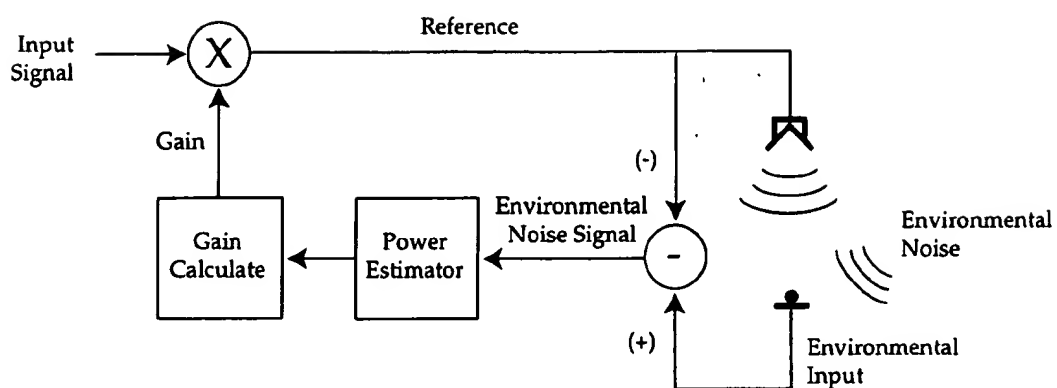 Input
Signal
X
Reference
Gain
(-)
Environmental
Noise Signal
Environmental
Noise
Gain
Calculate
Power
Estimator
-
(+)
Environmental
Input